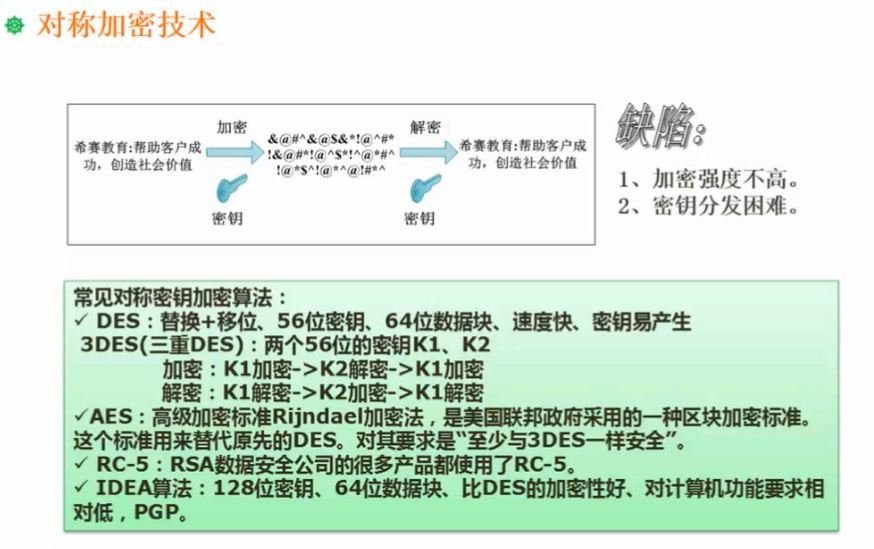 对称加密技术
希赛教育:帮助客户成
功，创造社会价值
加密
密钥
&@#^&@$&*!@^#*
!&@#*!@^$*!^@*#^
!@*$^!@*^@!#*^
解密
密钥
希赛教育:帮助客户成
功，创造社会价值
缺陷:
1、加密强度不高。
2、密钥分发困难。
常见对称密钥加密算法：
✓ DES：替换+移位、56位密钥、64位数据块、速度快、密钥易产生
3DES(三重DES)：两个56位的密钥K1、K2
加密：K1加密->K2解密->K1加密
解密：K1解密->K2加密->K1解密
✓AES：高级加密标准Rijndael加密法，是美国联邦政府采用的一种区块加密标准。
这个标准用来替代原先的DES。对其要求是“至少与3DES一样安全”。
✓ RC-5：RSA数据安全公司的很多产品都使用了RC-5。
✓ IDEA算法：128位密钥、64位数据块、比DES的加密性好、对计算机功能要求相
对低，PGP。